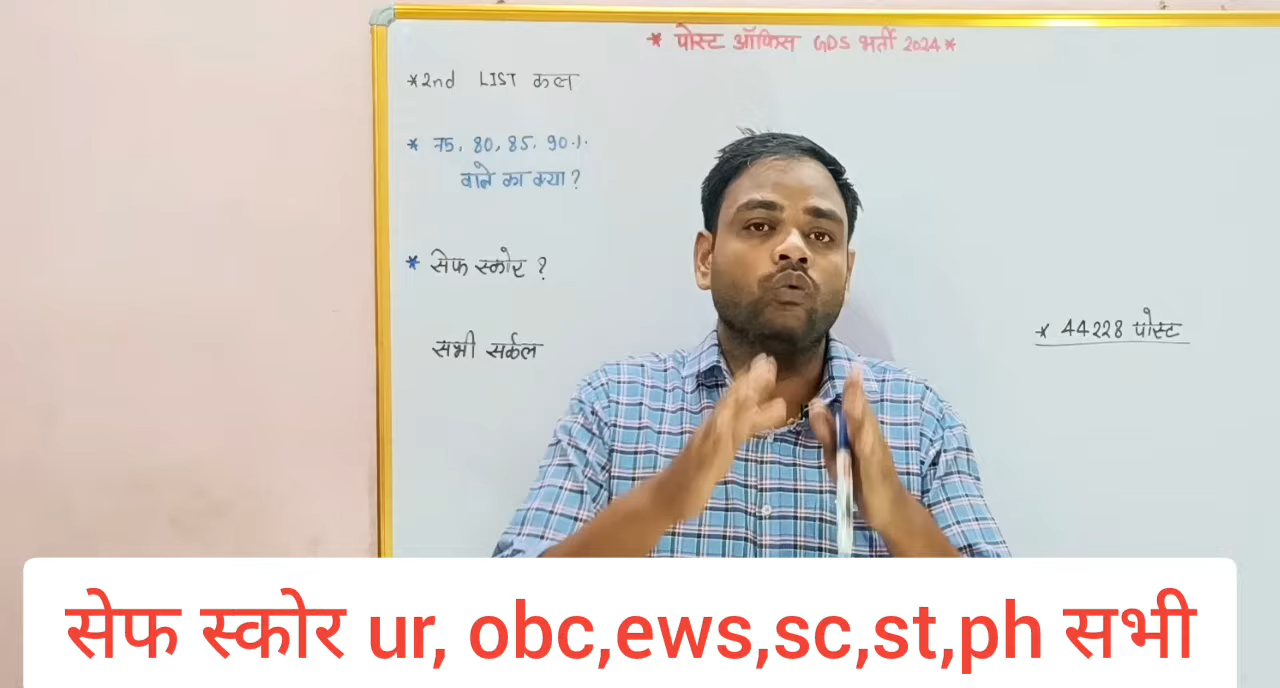 * पोस्ट ऑफिस GDS भर्ती 2024 *
*2nd LIST कल
* 75, 80, 85, 90.1.
वाले का क्या?
* सेफ स्कोर ?
सभी सर्कल
* 44228 पोस्ट
सेफ स्कोर ur, obc,ews,sc,st,ph सभी